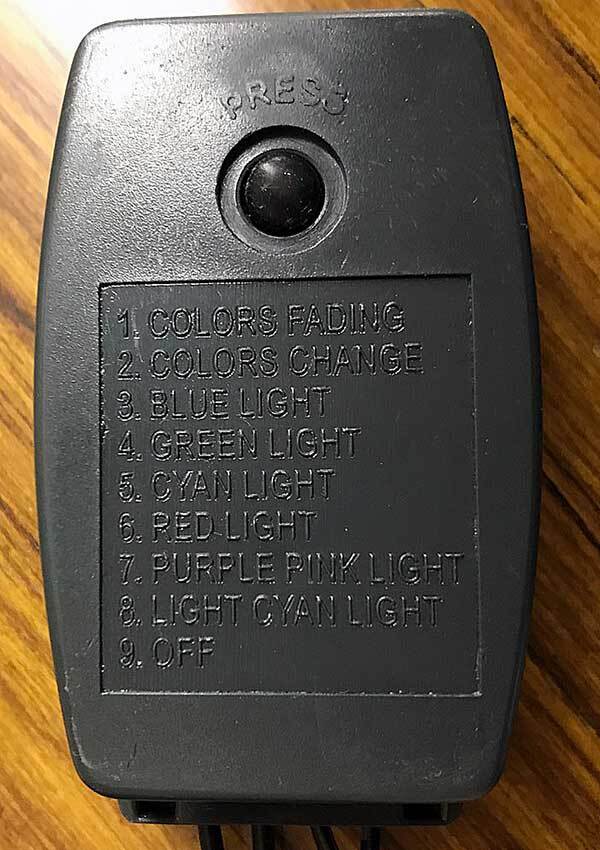 PRESS
1. COLORS FADING
2. COLORS CHANGE
3. BLUE LIGHT
4. GREEN LIGHT
5. CYAN LIGHT
6. RED LIGHT
7. PURPLE PINK LIGHT
8. LIGHT CYAN LIGHT
9. OFF